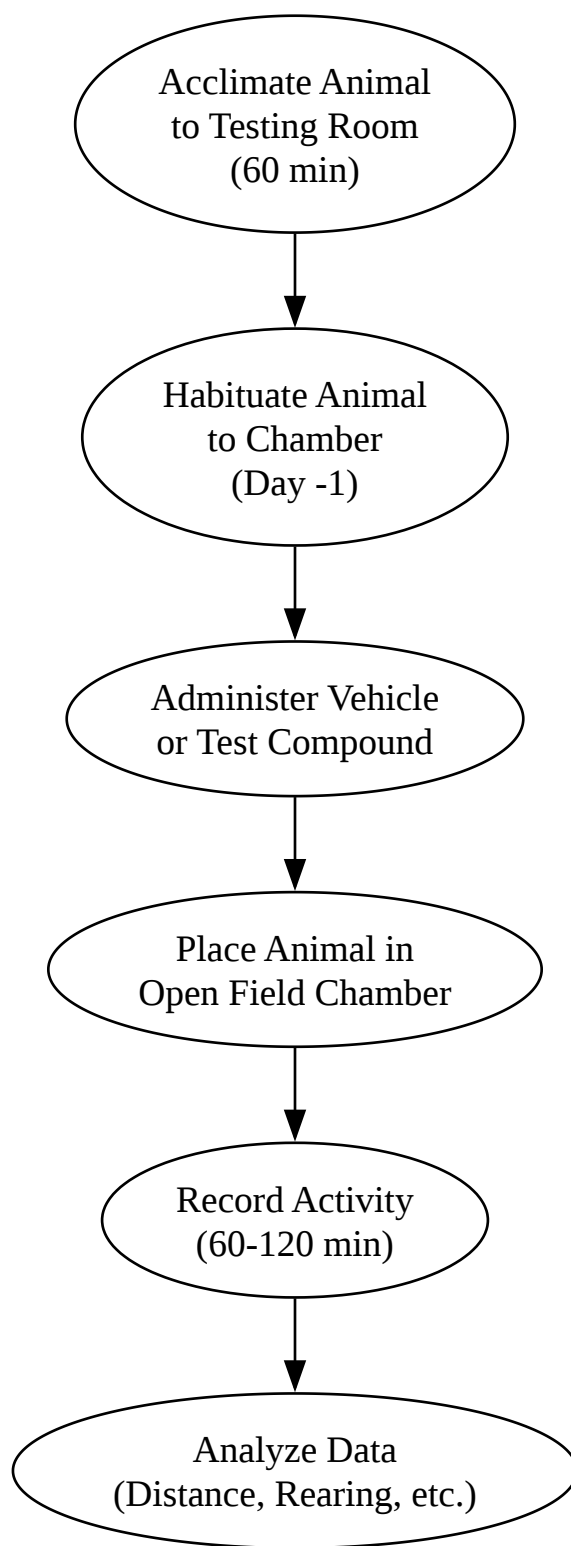 Acclimate Animal
to Testing Room
(60 min)
Habituate Animal
to Chamber
(Day -1)
Administer Vehicle
or Test Compound
Place Animal in
Open Field Chamber
Record Activity
(60-120 min)
Analyze Data
(Distance, Rearing, etc.)